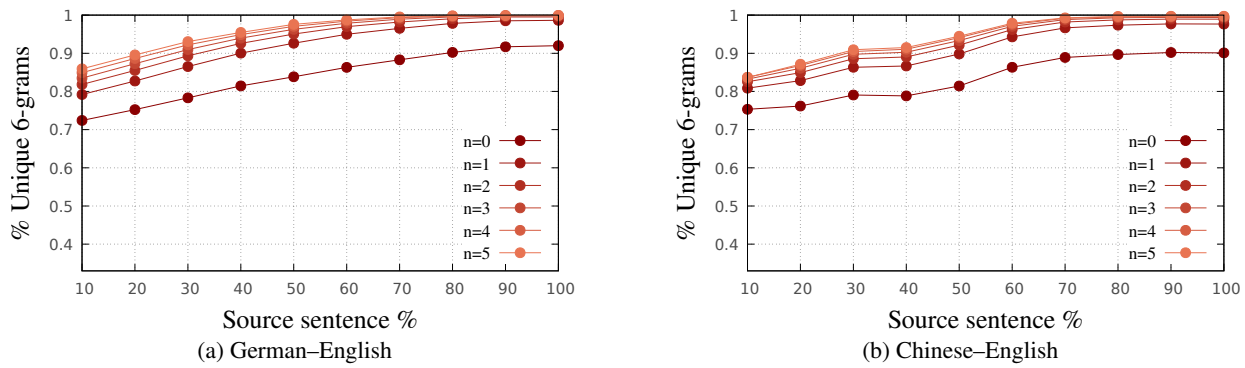 1
0.9
0.8
0.7
0.6
0.5
0.4
% Unique 6-grams
n=0
n=1
n=2
n=3
n=4
n=5
10 20 30 40 50 60 70 80 90 100
Source sentence %
(a) German–English
1
0.9
0.8
0.7
0.6
0.5
0.4
% Unique 6-grams
n=0
n=1
n=2
n=3
n=4
n=5
10 20 30 40 50 60 70 80 90 100
Source sentence %
(b) Chinese–English